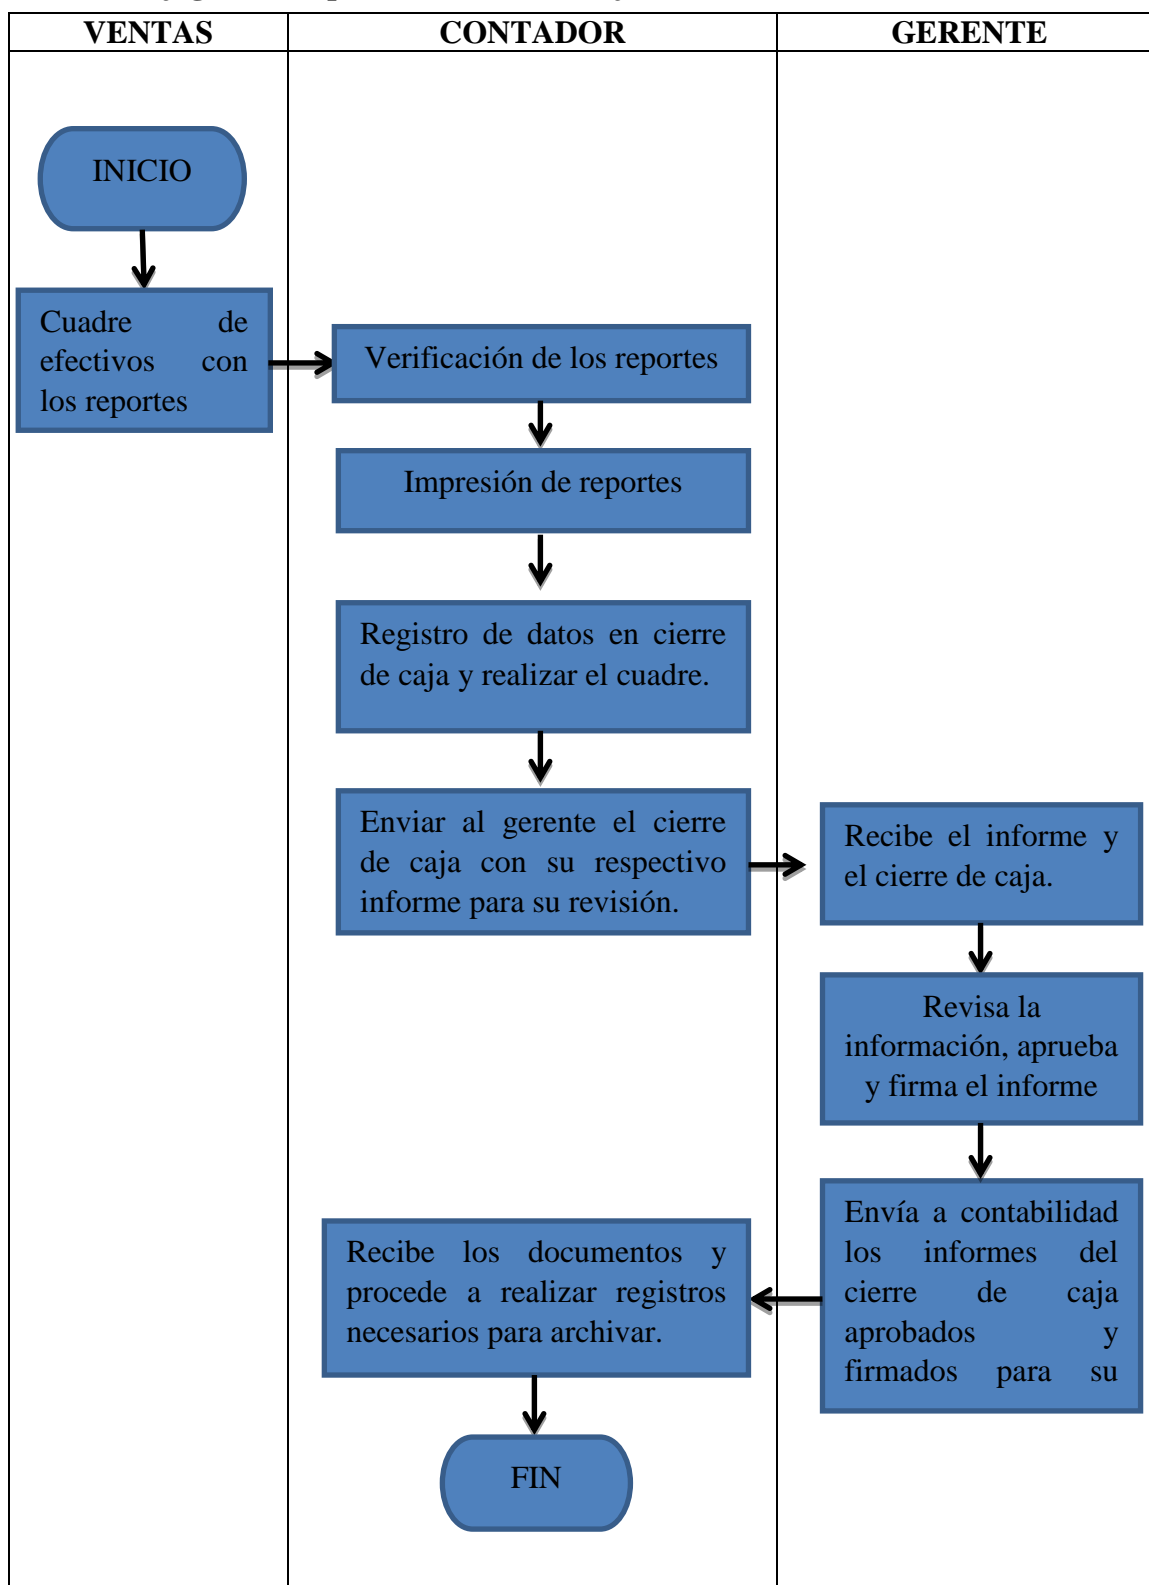 VENTAS
CONTADOR
GERENTE
INICIO
Cuadre de
efectivos con
los reportes
Verificación de los reportes
Impresión de reportes
Registro de datos en cierre
de caja y realizar el cuadre.
Enviar al gerente el cierre
de caja con su respectivo
informe para su revisión.
Recibe el informe y
el cierre de caja.
Revisa la
información, aprueba
y firma el informe
Envía a contabilidad
los informes del
cierre de caja
aprobados y
firmados para su
Recibe los documentos y
procede a realizar registros
necesarios para archivar.
FIN